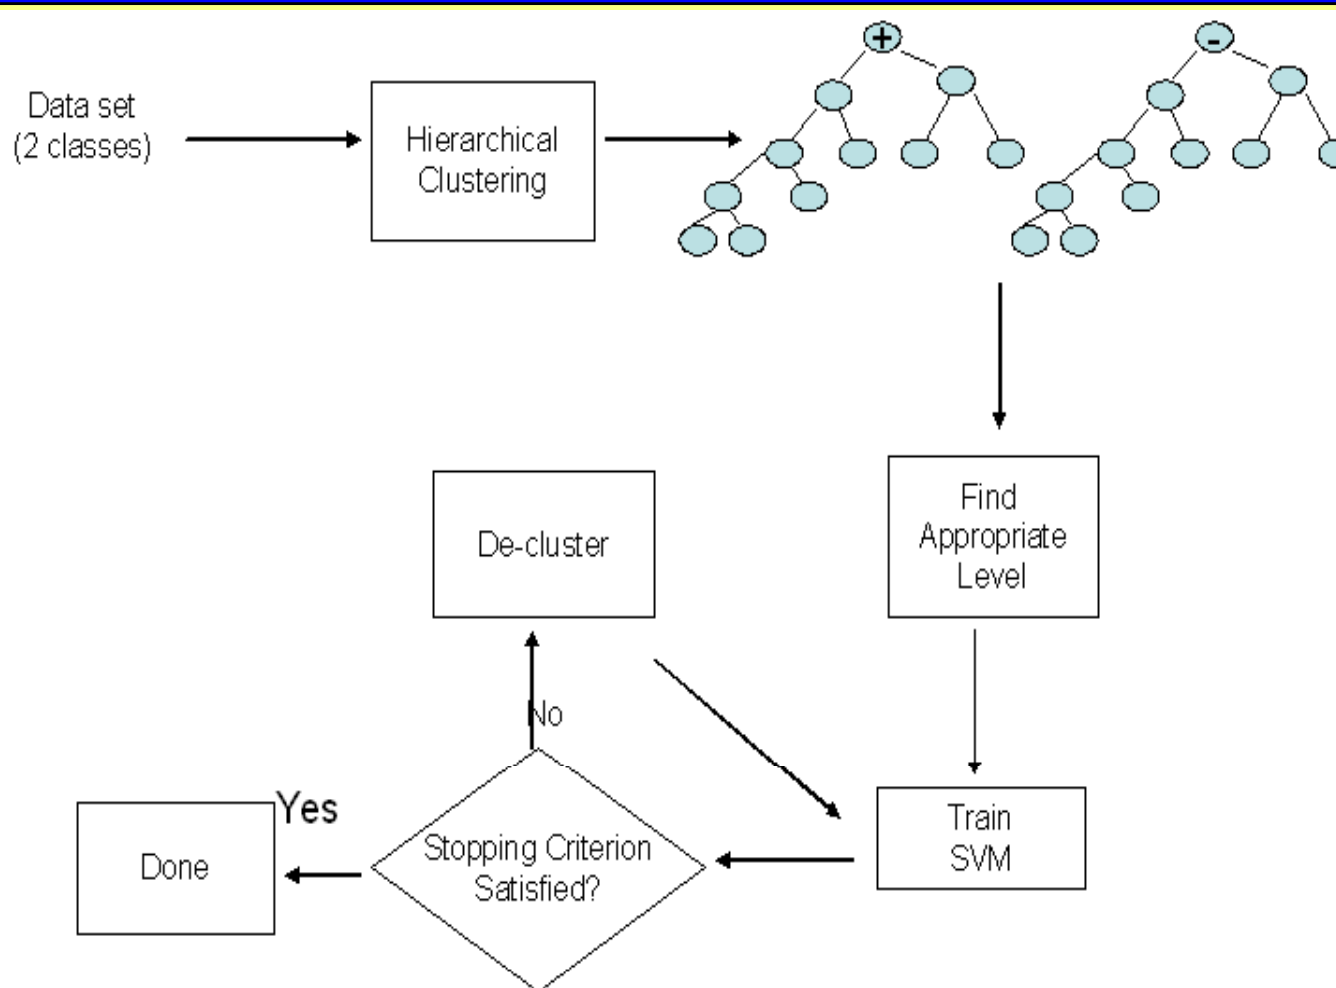 Data set
(2 classes)
Hierarchical
Clustering
+
-
Find
Appropriate
Level
De-cluster
No
Yes
Train
SVM
Stopping Criterion
Satisfied?
Done